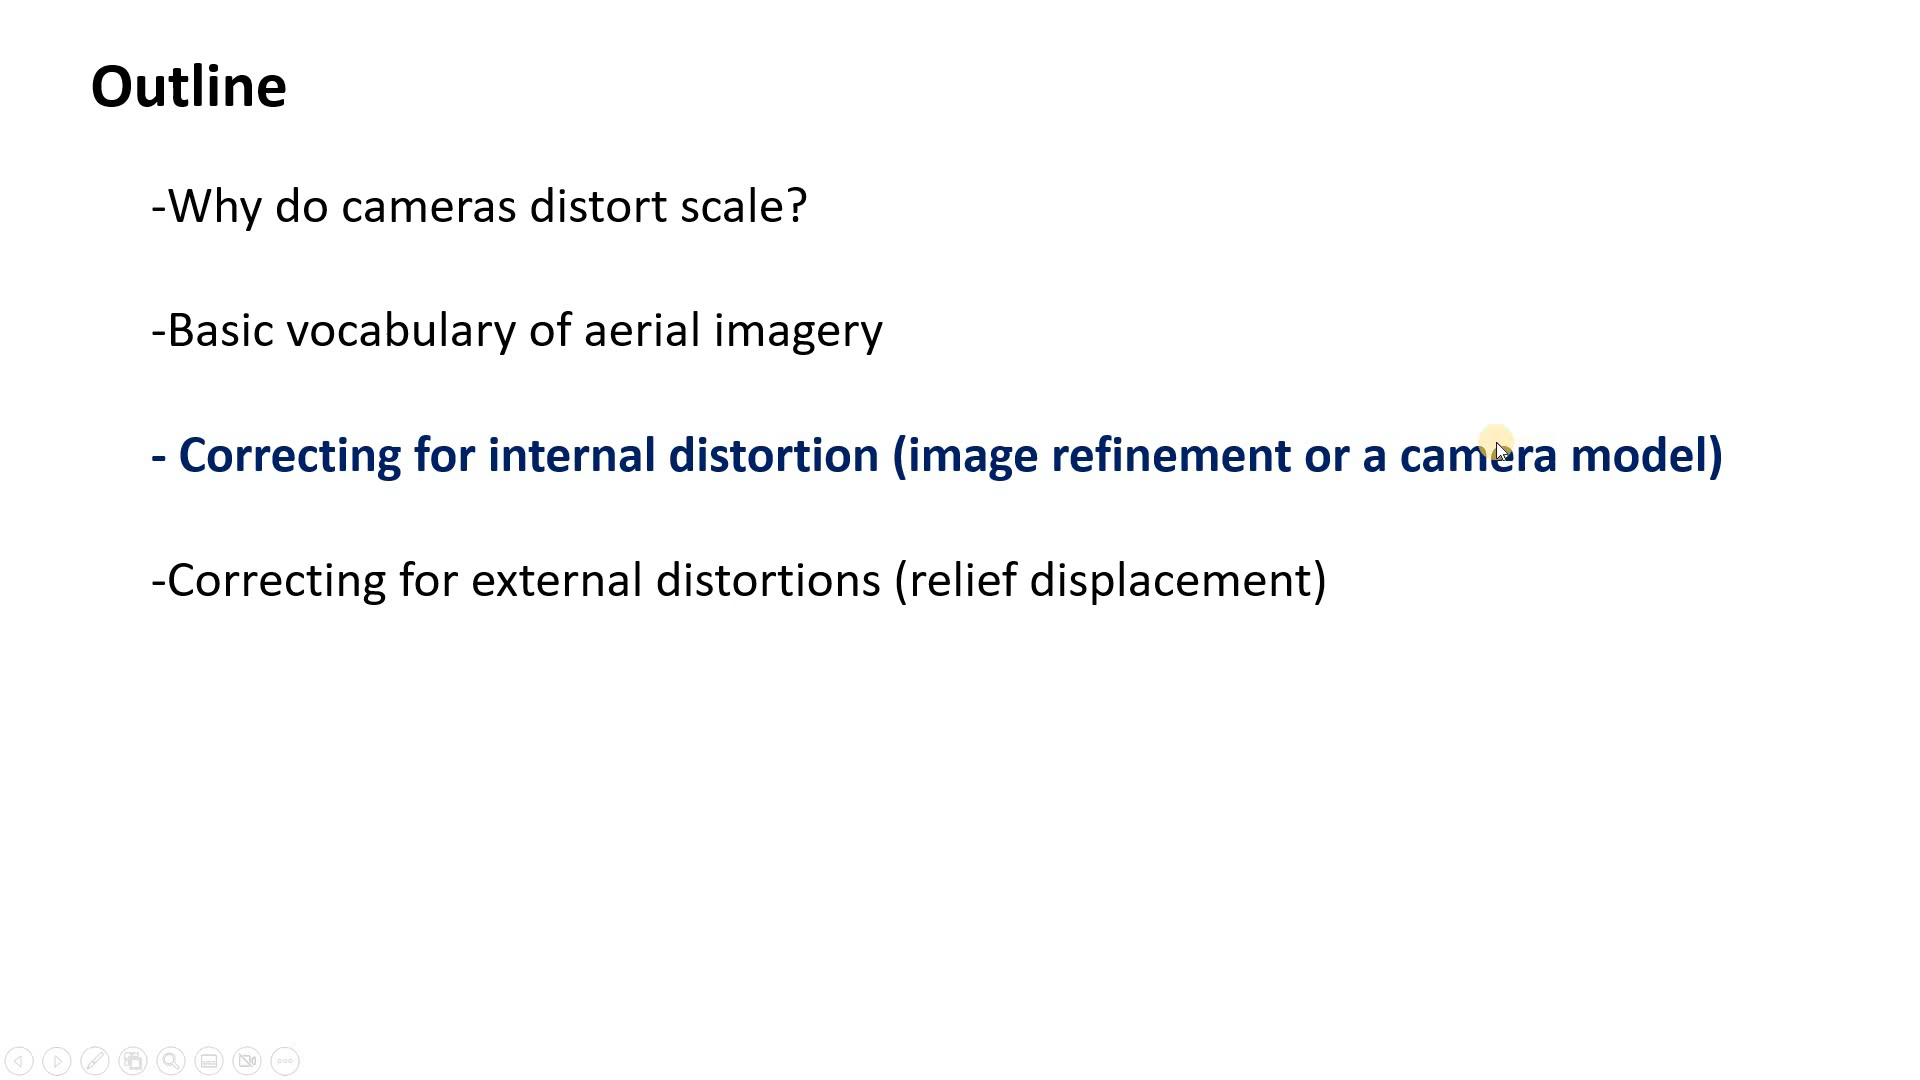 Outline
-Why do cameras distort scale?
-Basic vocabulary of aerial imagery
- Correcting for internal distortion (image refinement or a camera model)
-Correcting for external distortions (relief displacement)